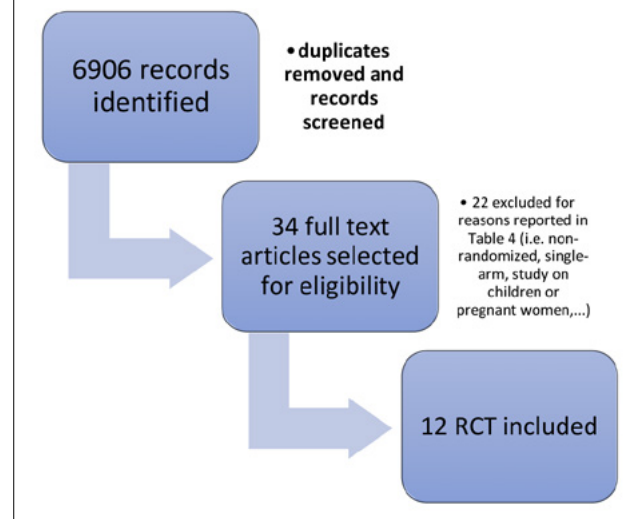 6906 records
identified
• duplicates
removed and
records
screened
34 full text
articles selected
for eligibility
• 22 excluded for
reasons reported in
Table 4 (i.e. non-
randomized, single-
arm, study on
children or
pregnant women,...)
12 RCT included